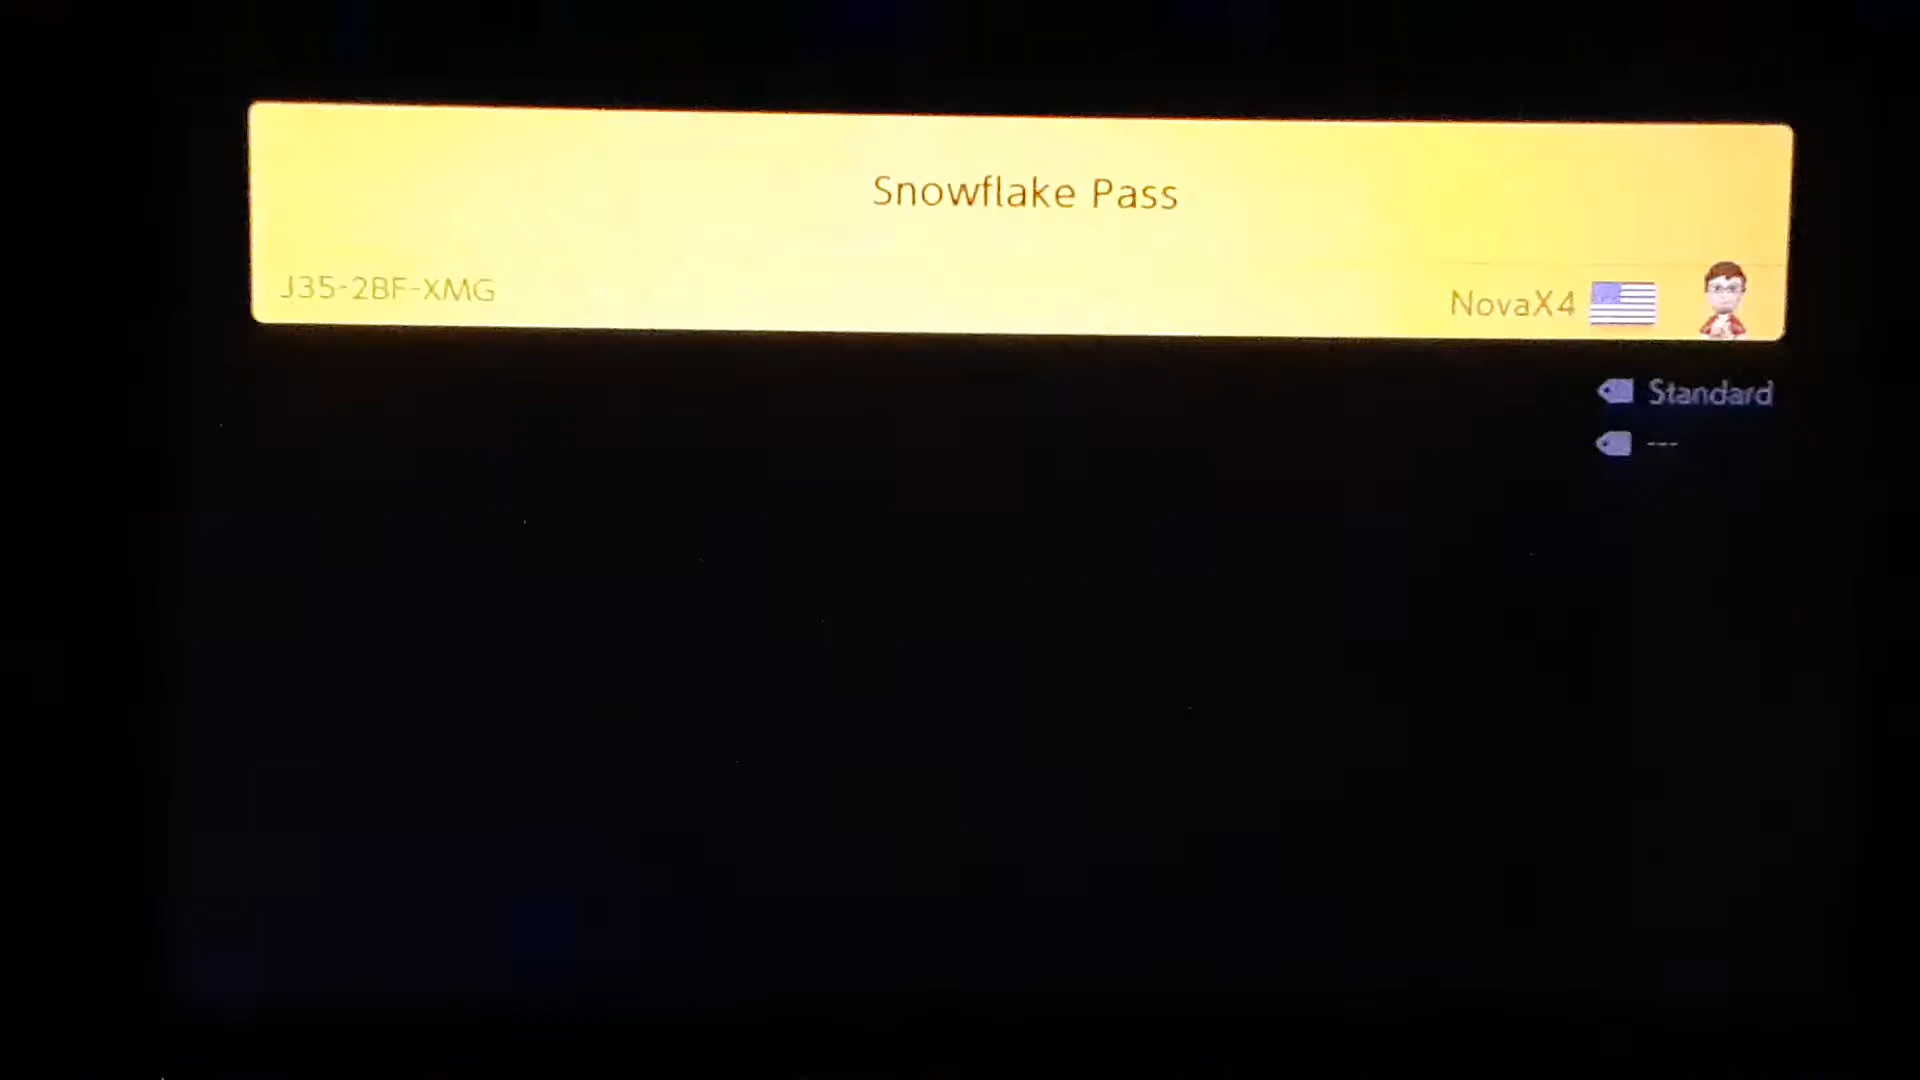 Snowflake Pass
J35-2BF-XMG
NovaX4
Standard
---